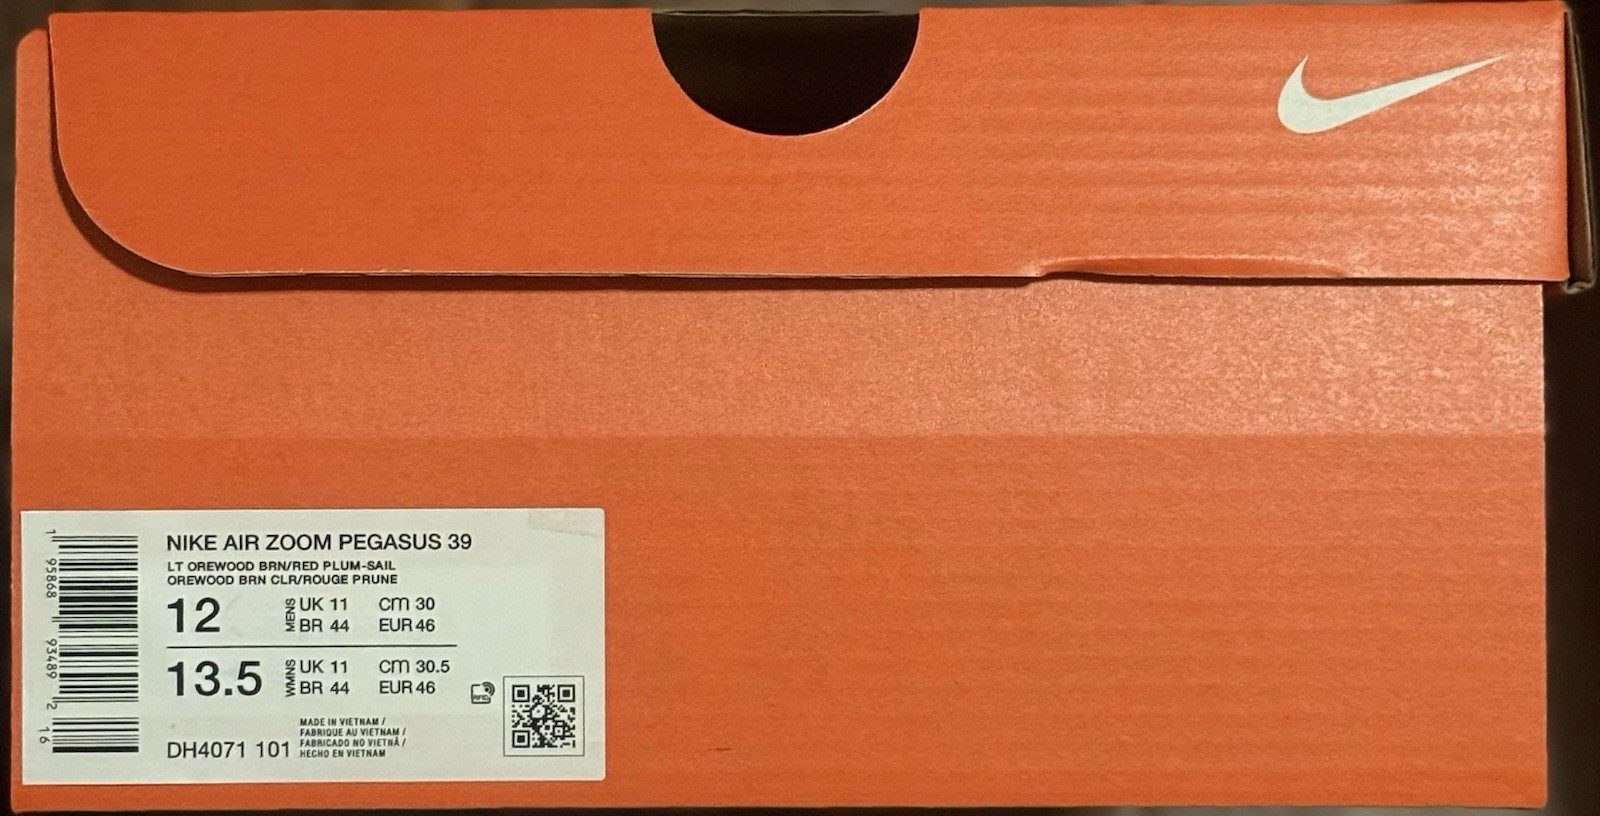 NIKE AIR ZOOM PEGASUS 39
LT OREWOOD BRN/RED PLUM-SAIL
OREWOOD BRN CLR/ROUGE PRUNE
12 MENS UK 11 CM 30
BR 44 EUR 46
13.5 WMNS UK 11 CM 30.5
BR 44 EUR 46
RFID
DH4071 101
MADE IN VIETNAM /
FABRIQUE AU VIETNAM /
FABRICADO NO VIETNÃ /
HECHO EN VIETNAM
1 95868 93489 2 16